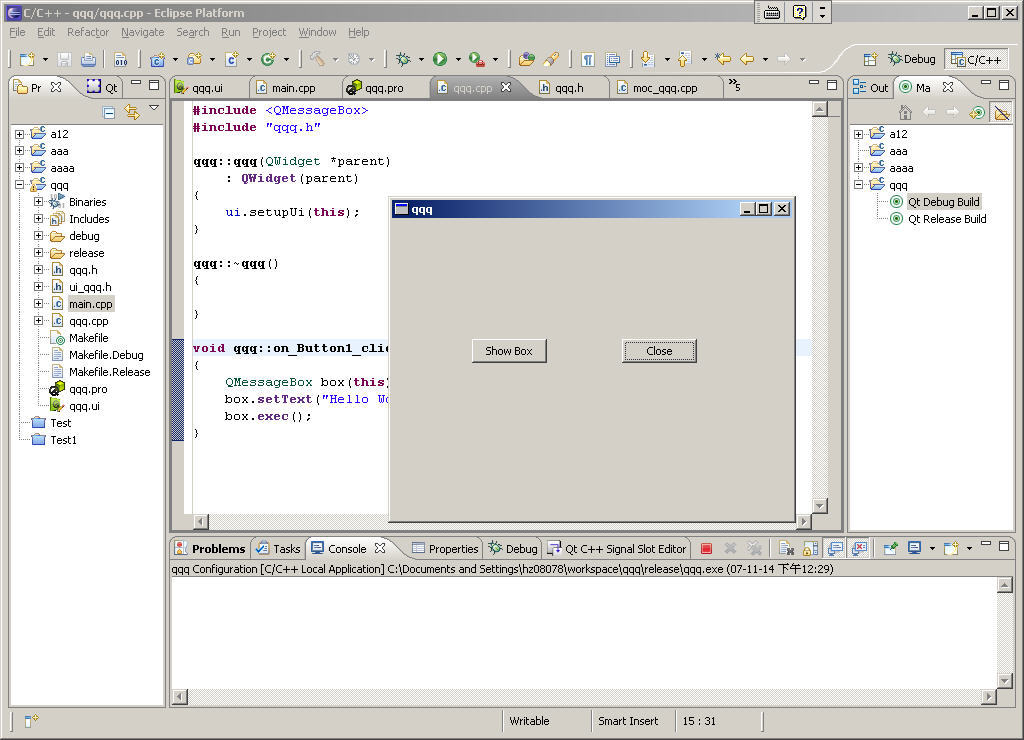 C/C++ - qqq/qqq.cpp - Eclipse Platform
File Edit Refactor Navigate Search Run Project Window Help
010
Debug
C/C++
Pr
Qt
a12
aaa
aaaa
qqq
Binaries
Includes
debug
release
qqq.h
ui_qqq.h
main.cpp
qqq.cpp
Makefile
Makefile.Debug
Makefile.Release
qqq.pro
qqq.ui
Test
Test1
qqq.ui
main.cpp
qqq.pro
qqq.cpp
qqq.h
moc_qqq.cpp
»5
#include <QMessageBox>
#include "qqq.h"
qqq::qqq(QWidget *parent)
: QWidget(parent)
{
ui.setupUi(this);
}
qqq::~qqq()
{
}
void qqq::on_Button1_clic
{
QMessageBox box(this)
box.setText("Hello Wo
box.exec();
}
qqq
Show Box
Close
Out
Ma
a12
aaa
aaaa
qqq
Qt Debug Build
Qt Release Build
Problems
Tasks
Console
Properties
Debug
Qt C++ Signal Slot Editor
qqq Configuration [C/C++ Local Application] C:\Documents and Settings\hz08078\workspace\qqq\release\qqq.exe (07-11-14 下午12:29)
Writable
Smart Insert
15 : 31